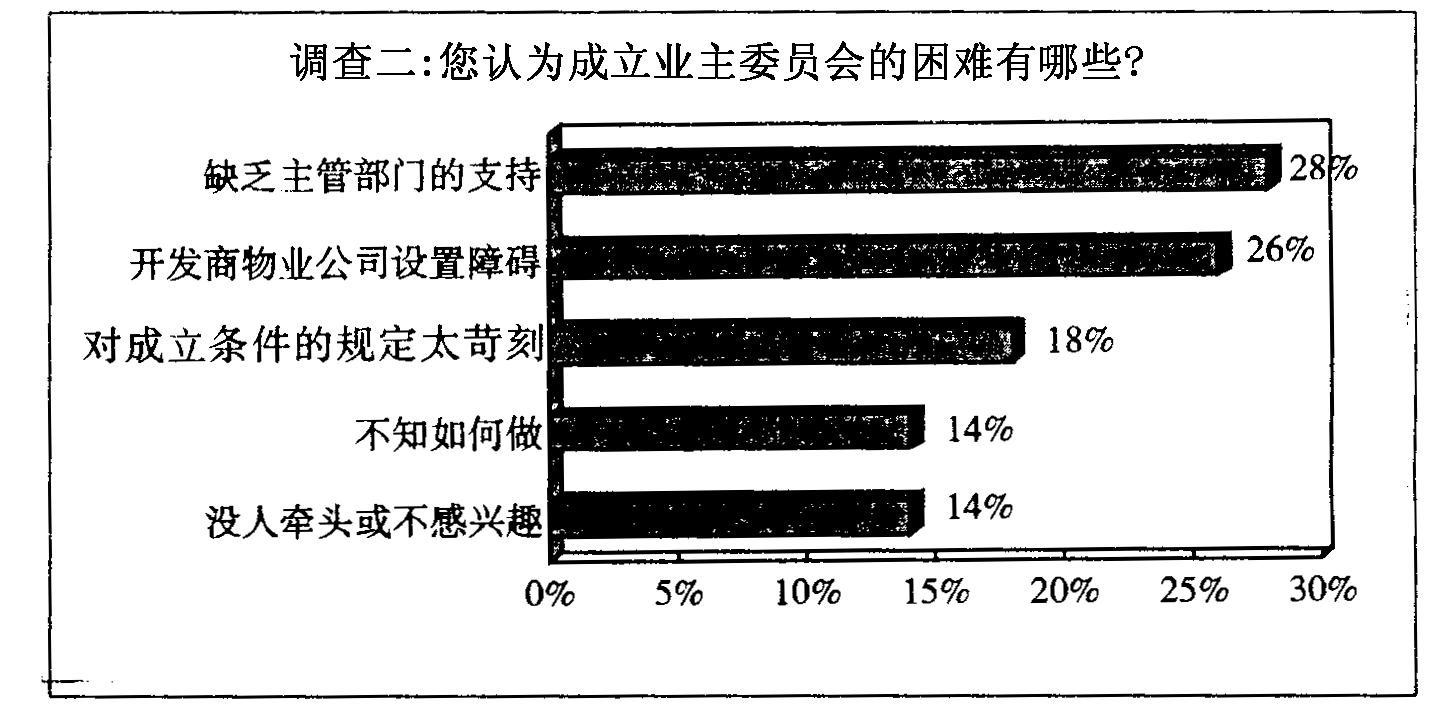 调查二:您认为成立业主委员会的困难有哪些?
缺乏主管部门的支持 28%
开发商物业公司设置障碍 26%
对成立条件的规定太苛刻 18%
不知如何做 14%
没人牵头或不感兴趣 14%
0% 5% 10% 15% 20% 25% 30%